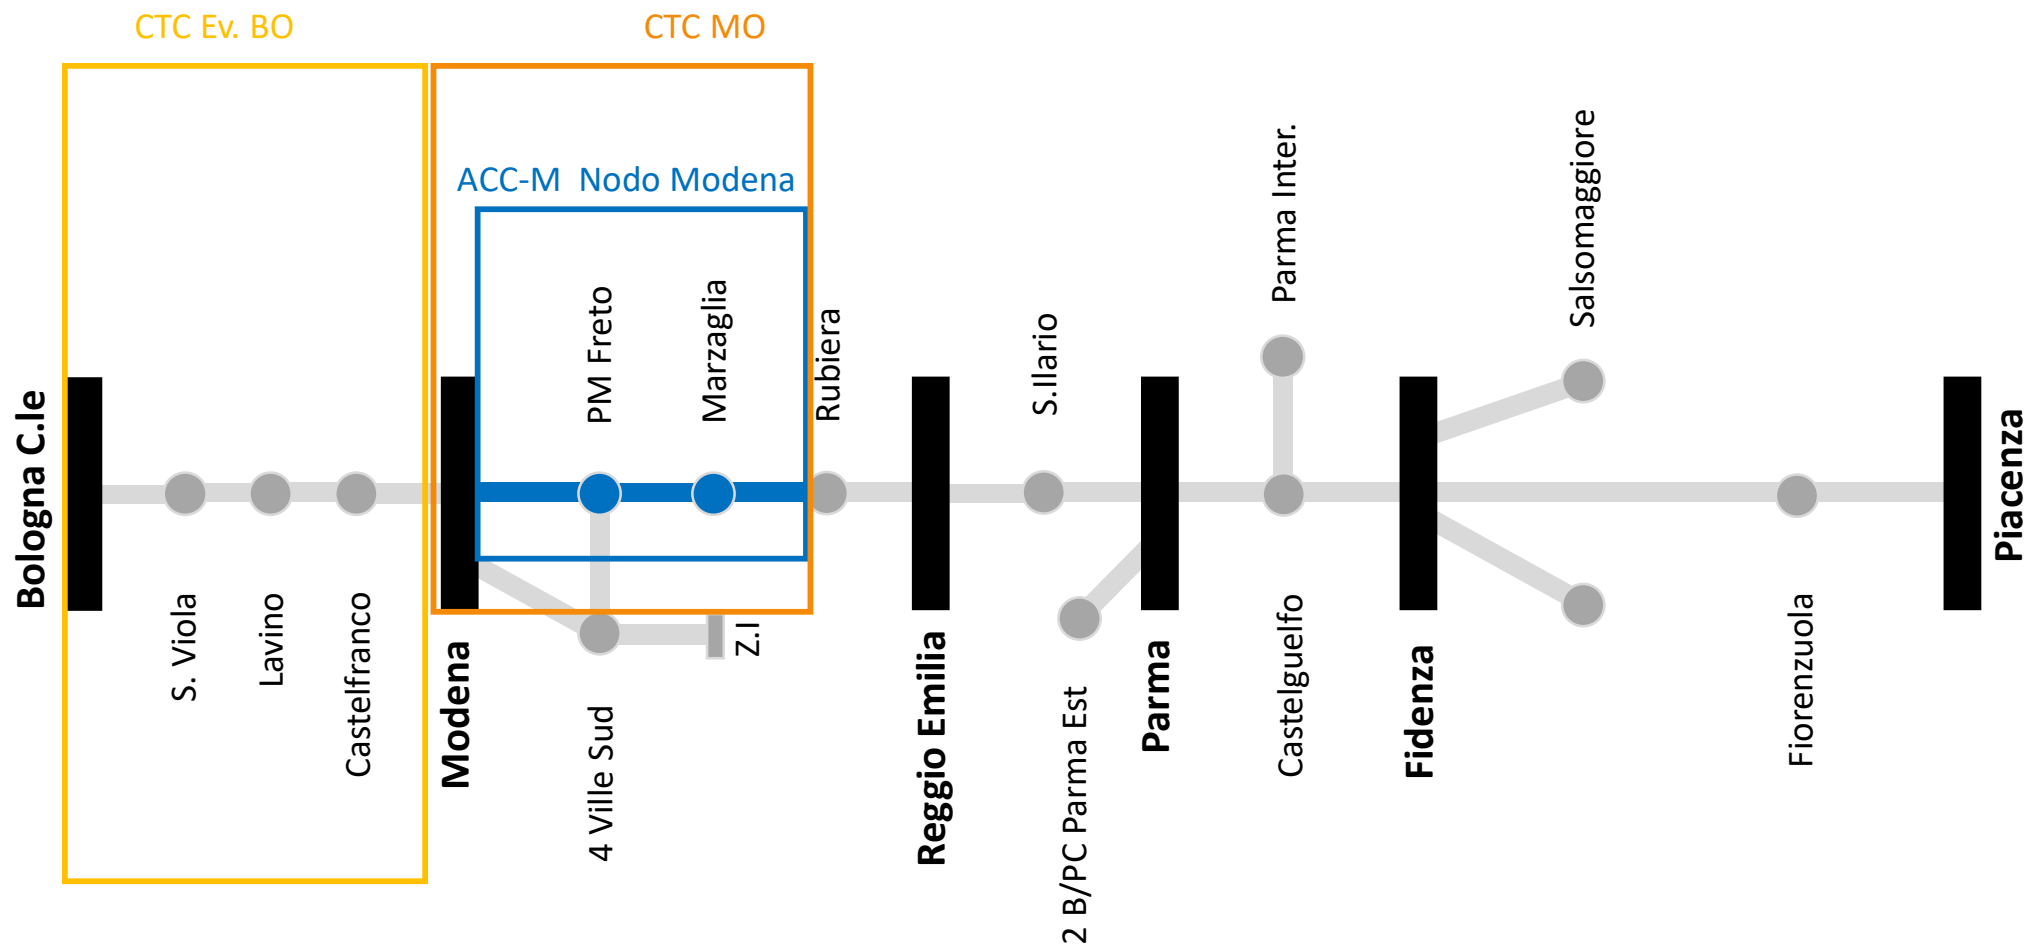 CTC Ev. BO
CTC MO
ACC-M  Nodo Modena
Bologna C.le
S. Viola
Lavino
Castelfranco
Modena
PM Freto
Marzaglia
4 Ville Sud
Z.I
Rubiera
Reggio Emilia
S.Ilario
2 B/PC Parma Est
Parma
Parma Inter.
Castelguelfo
Fidenza
Salsomaggiore
Fiorenzuola
Piacenza